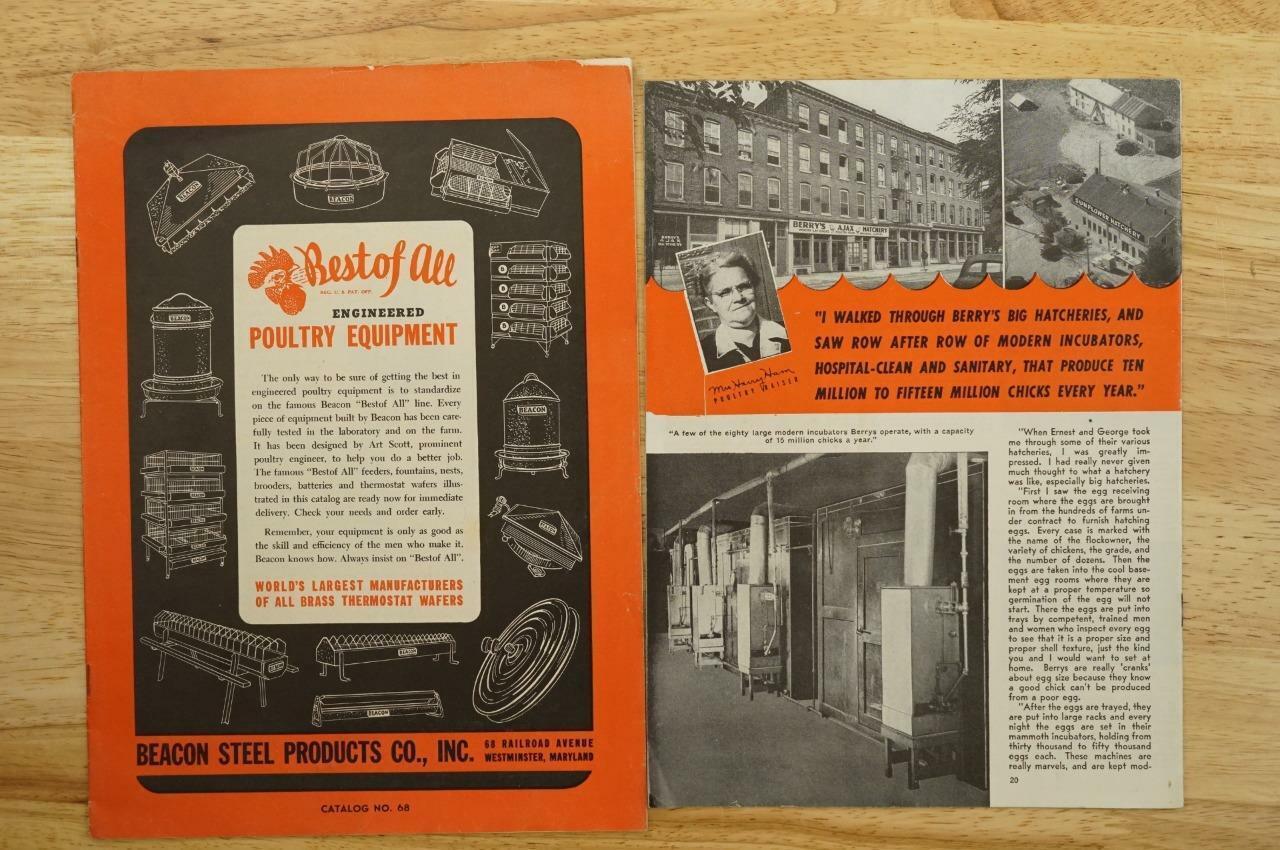 BEACON
BEACON
Bestof All
REG. U. S. PAT. OFF.
ENGINEERED
POULTRY EQUIPMENT
The only way to be sure of getting the best in
engineered poultry equipment is to standardize
on the famous Beacon "Bestof All" line. Every
piece of equipment built by Beacon has been care-
fully tested in the laboratory and on the farm.
It has been designed by Art Scott, prominent
poultry engineer, to help you do a better job.
The famous "Bestof All" feeders, fountains, nests,
brooders, batteries and thermostat wafers illus-
trated in this catalog are ready now for immediate
delivery. Check your needs and order early.
Remember, your equipment is only as good as
the skill and efficiency of the men who make it.
Beacon knows how. Always insist on "Bestof All".
WORLD'S LARGEST MANUFACTURERS
OF ALL BRASS THERMOSTAT WAFERS
BEACON
BEACON
BEACON
BEACON
BEACON
BEACON
BEACON
BEACON STEEL PRODUCTS CO., INC.
68 RAILROAD AVENUE
WESTMINSTER, MARYLAND
CATALOG NO. 68
BERRY'S AJAX HATCHERY
SUNFLOWER HATCHERY
Mrs Harry Ham
POULTRY RAISER
"I WALKED THROUGH BERRY'S BIG HATCHERIES, AND
SAW ROW AFTER ROW OF MODERN INCUBATORS,
HOSPITAL-CLEAN AND SANITARY, THAT PRODUCE TEN
MILLION TO FIFTEEN MILLION CHICKS EVERY YEAR."
"A few of the eighty large modern incubators Berrys operate, with a capacity
of 15 million chicks a year."
"When Ernest and George took
me through some of their various
hatcheries, I was greatly im-
pressed. I had really never given
much thought to what a hatchery
was like, especially big hatcheries.
"First I saw the egg receiving
room where the eggs are brought
in from the hundreds of farms un-
der contract to furnish hatching
eggs. Every case is marked with
the name of the flockowner, the
variety of chickens, the grade, and
the number of dozens. Then the
eggs are taken into the cool base-
ment egg rooms where they are
kept at a proper temperature so
germination of the egg will not
start. There the eggs are put into
trays by competent, trained men
and women who inspect every egg
to see that it is a proper size and
proper shell texture, just the kind
you and I would want to set at
home. Berrys are really 'cranks'
about egg size because they know
a good chick can't be produced
from a poor egg.
"After the eggs are trayed, they
are put into large racks and every
night the eggs are set in their
mammoth incubators, holding from
thirty thousand to fifty thousand
eggs each. These machines are
really marvels, and are kept mod-
20